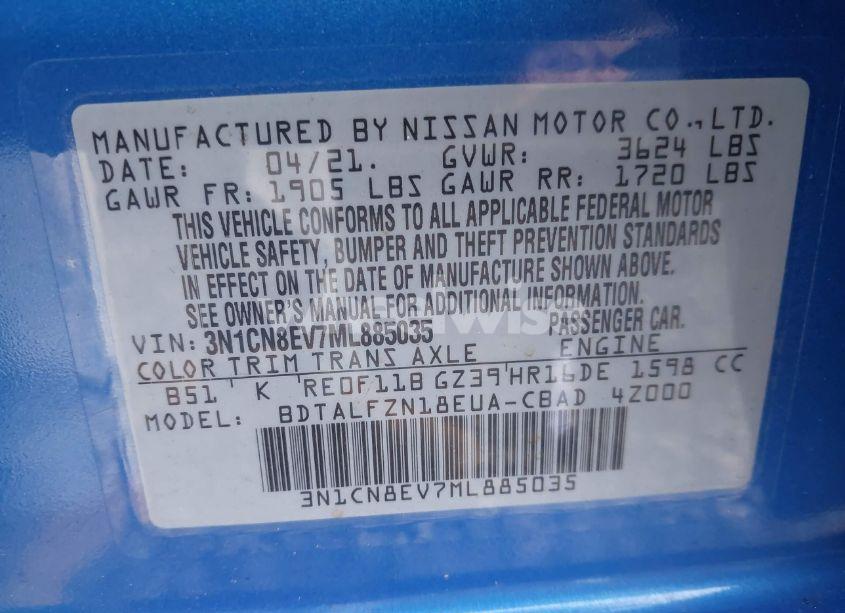 MANUFACTURED BY NISSAN MOTOR CO.,LTD.
DATE: 04/21. GVWR: 3624 LBS
GAWR FR: 1905 LBS GAWR RR: 1720 LBS
THIS VEHICLE CONFORMS TO ALL APPLICABLE FEDERAL MOTOR
VEHICLE SAFETY, BUMPER AND THEFT PREVENTION STANDARDS
IN EFFECT ON THE DATE OF MANUFACTURE SHOWN ABOVE.
SEE OWNER'S MANUAL FOR ADDITIONAL INFORMATION.
VIN: 3N1CN8EV7ML885035 PASSENGER CAR.
COLOR TRIM TRANS AXLE ENGINE
B51 K RE0F11B GZ39 HR16DE 1598 CC
MODEL: BDTALFZN18EUA-CBAD 4Z000
3N1CN8EV7ML885035